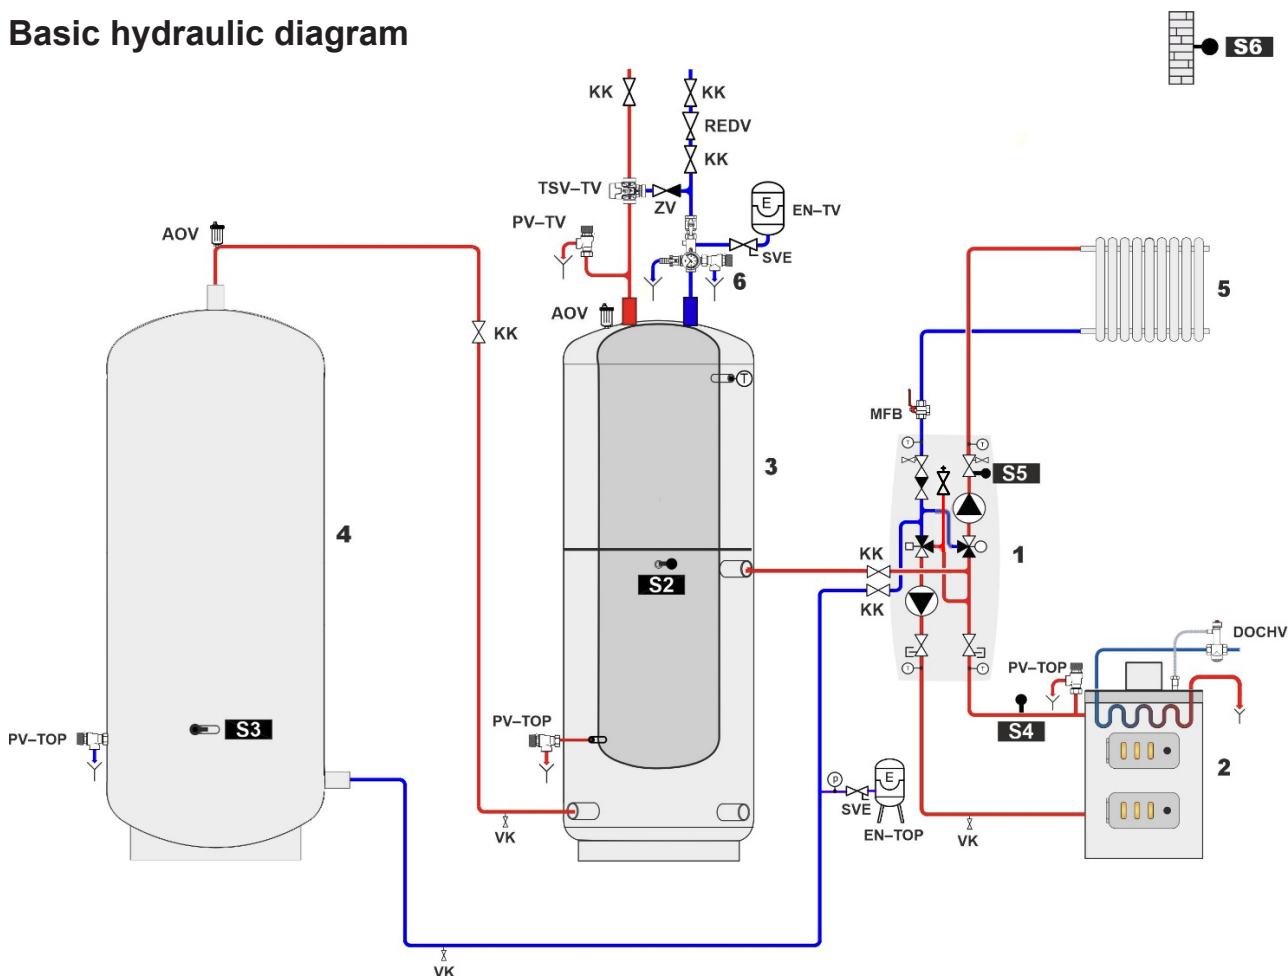 Basic hydraulic diagram
S6
KK
KK
REDV
KK
TSV–TV
ZV
E
EN–TV
PV–TV
SVE
6
AOV
AOV
KK
5
T
MFB
T
T
S5
3
4
1
KK
S2
KK
DOCHV
T
T
PV–TOP
S3
PV–TOP
PV–TOP
S4
2
P
E
SVE
EN–TOP
VK
VK
VK